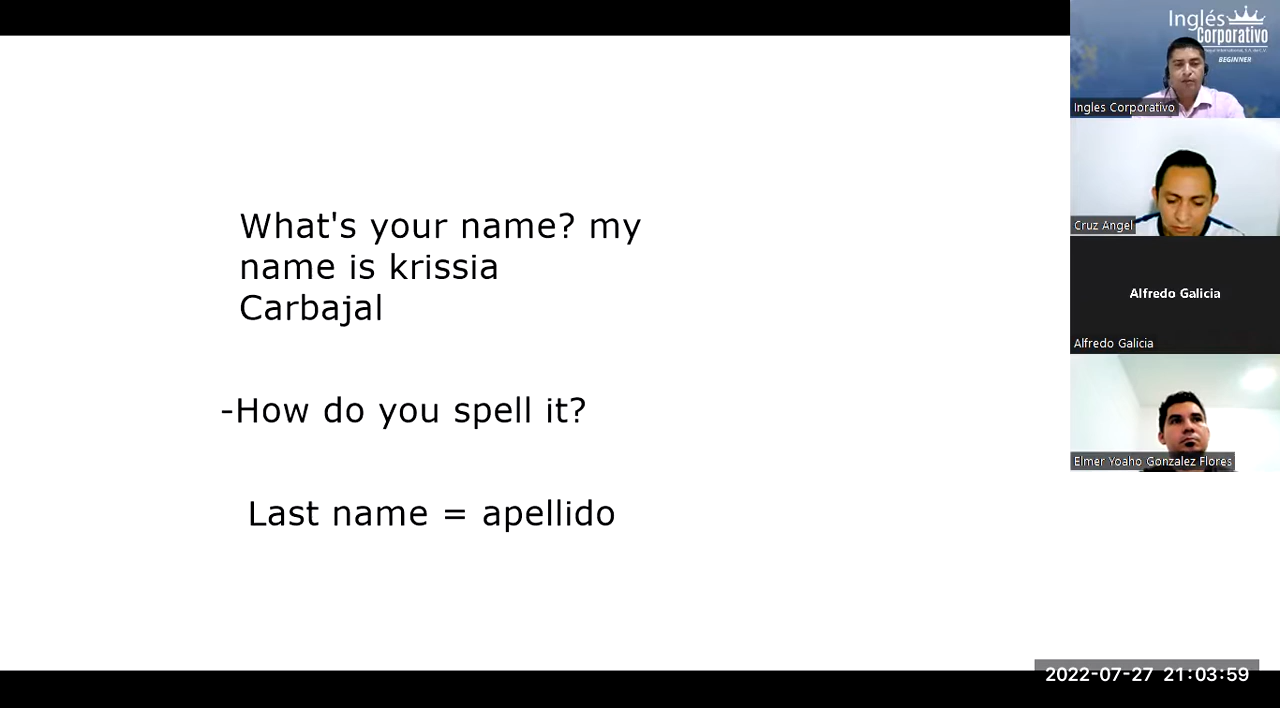 What's your name? my
name is krissia
Carbajal
-How do you spell it?
Last name = apellido
Inglés
Corporativo
BEGINNER
Ingles Corporativo
Cruz Angel
Alfredo Galicia
Alfredo Galicia
Elmer Yoaho Gonzalez Flores
2022-07-27 21:03:59